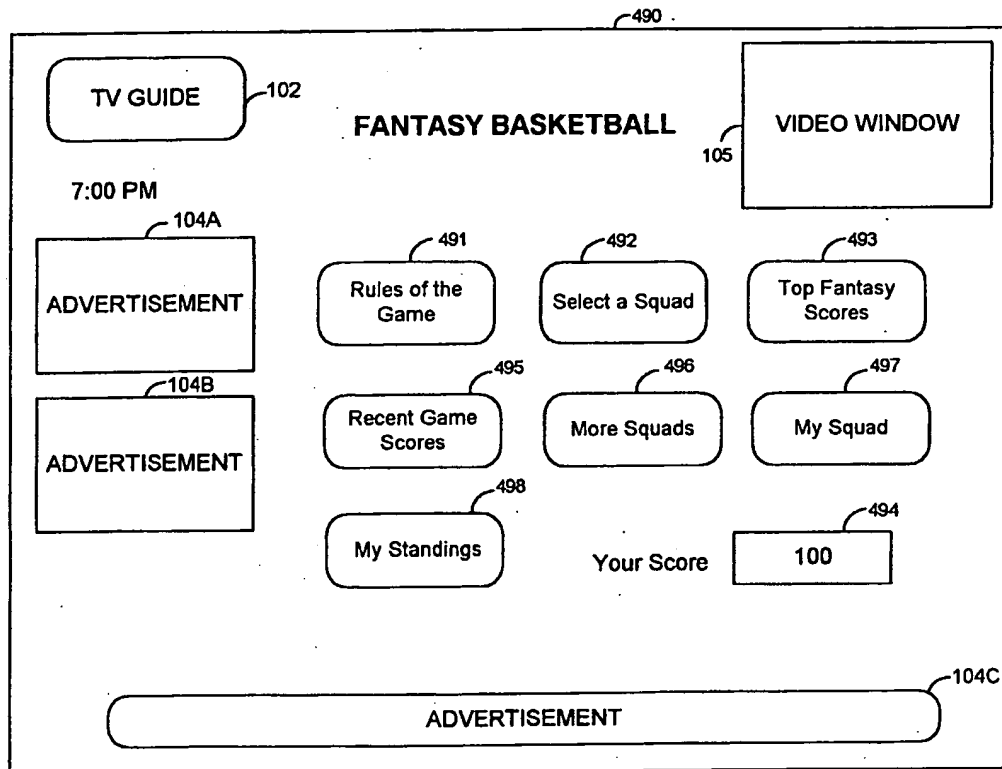 490
TV GUIDE
102
FANTASY BASKETBALL
105
VIDEO WINDOW
7:00 PM
104A
ADVERTISEMENT
491
Rules of the
Game
492
Select a Squad
493
Top Fantasy
Scores
104B
ADVERTISEMENT
495
Recent Game
Scores
496
More Squads
497
My Squad
498
My Standings
Your Score
494
100
104C
ADVERTISEMENT